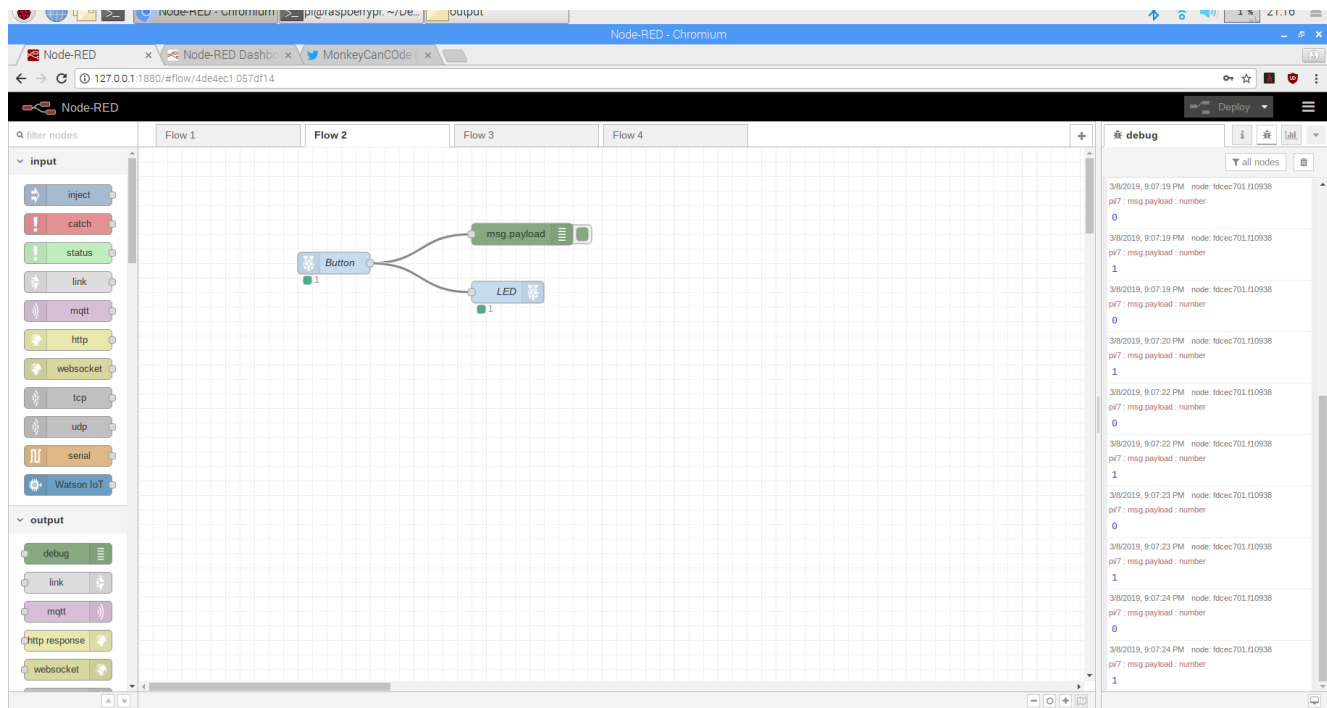 Node-RED - Chromium
pi@raspberrypi: ~/De...
output
1 %
21:16
Node-RED - Chromium
Node-RED
Node-RED Dashbo
MonkeyCanCOde
127.0.0.1:1880/#flow/4de4ec1.057df14
Node-RED
Deploy
filter nodes
Flow 1
Flow 2
Flow 3
Flow 4
debug
i
all nodes
input
inject
catch
status
link
mqtt
http
websocket
tcp
udp
serial
Watson IoT
output
debug
link
mqtt
http response
websocket
msg.payload
Button
1
LED
1
3/8/2019, 9:07:19 PM node: fdcec701.f10938
pi/7 : msg.payload : number
0
3/8/2019, 9:07:19 PM node: fdcec701.f10938
pi/7 : msg.payload : number
1
3/8/2019, 9:07:19 PM node: fdcec701.f10938
pi/7 : msg.payload : number
0
3/8/2019, 9:07:20 PM node: fdcec701.f10938
pi/7 : msg.payload : number
1
3/8/2019, 9:07:22 PM node: fdcec701.f10938
pi/7 : msg.payload : number
0
3/8/2019, 9:07:22 PM node: fdcec701.f10938
pi/7 : msg.payload : number
1
3/8/2019, 9:07:23 PM node: fdcec701.f10938
pi/7 : msg.payload : number
0
3/8/2019, 9:07:23 PM node: fdcec701.f10938
pi/7 : msg.payload : number
1
3/8/2019, 9:07:24 PM node: fdcec701.f10938
pi/7 : msg.payload : number
0
3/8/2019, 9:07:24 PM node: fdcec701.f10938
pi/7 : msg.payload : number
1